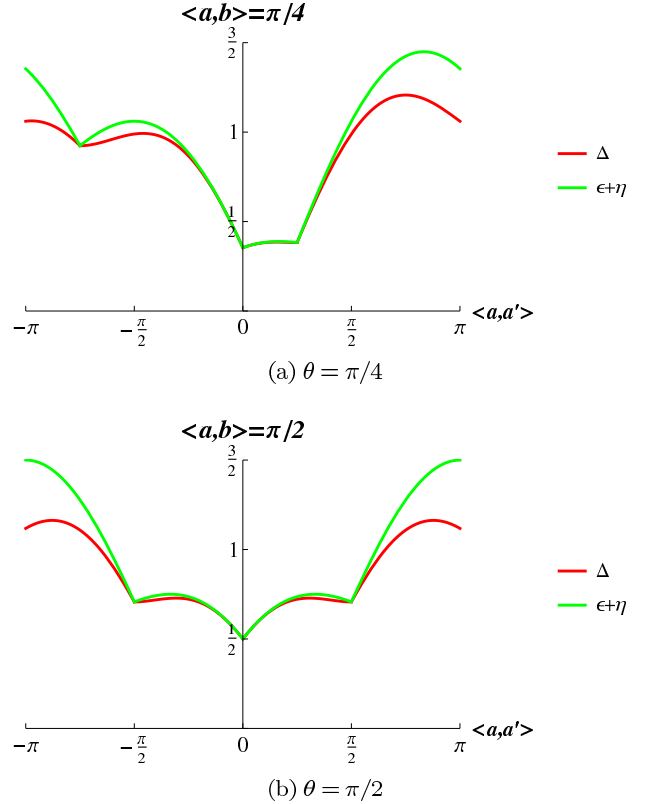 <a,b>=π/4
3/2
1
1/2
Δ
ϵ+η
<a,a′>
−π
−π/2
0
π/2
π
(a) θ = π/4
<a,b>=π/2
3/2
1
1/2
Δ
ϵ+η
<a,a′>
−π
−π/2
0
π/2
π
(b) θ = π/2